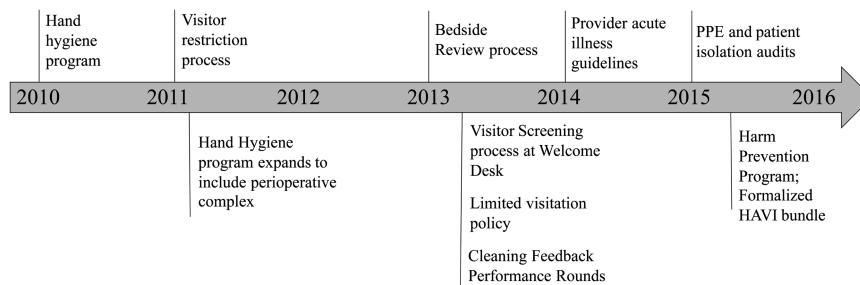 Hand
hygiene
program
Visitor
restriction
process
Bedside
Review process
Provider acute
illness
guidelines
PPE and patient
isolation audits
2010 2011 2012 2013 2014 2015 2016
Hand Hygiene
program expands to
include perioperative
complex
Visitor Screening
process at Welcome
Desk
Limited visitation
policy
Cleaning Feedback
Performance Rounds
Harm
Prevention
Program;
Formalized
HAVI bundle